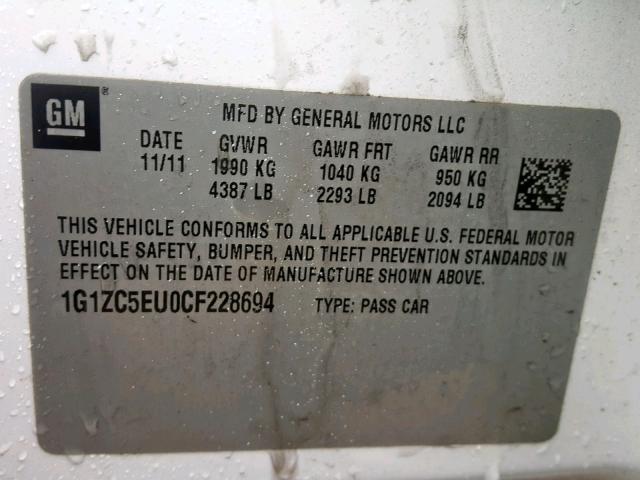 GM ®
MFD BY GENERAL MOTORS LLC
DATE GVWR GAWR FRT GAWR RR
11/11 1990 KG 1040 KG 950 KG
4387 LB 2293 LB 2094 LB
THIS VEHICLE CONFORMS TO ALL APPLICABLE U.S. FEDERAL MOTOR
VEHICLE SAFETY, BUMPER, AND THEFT PREVENTION STANDARDS IN
EFFECT ON THE DATE OF MANUFACTURE SHOWN ABOVE.
1G1ZC5EU0CF228694 TYPE: PASS CAR